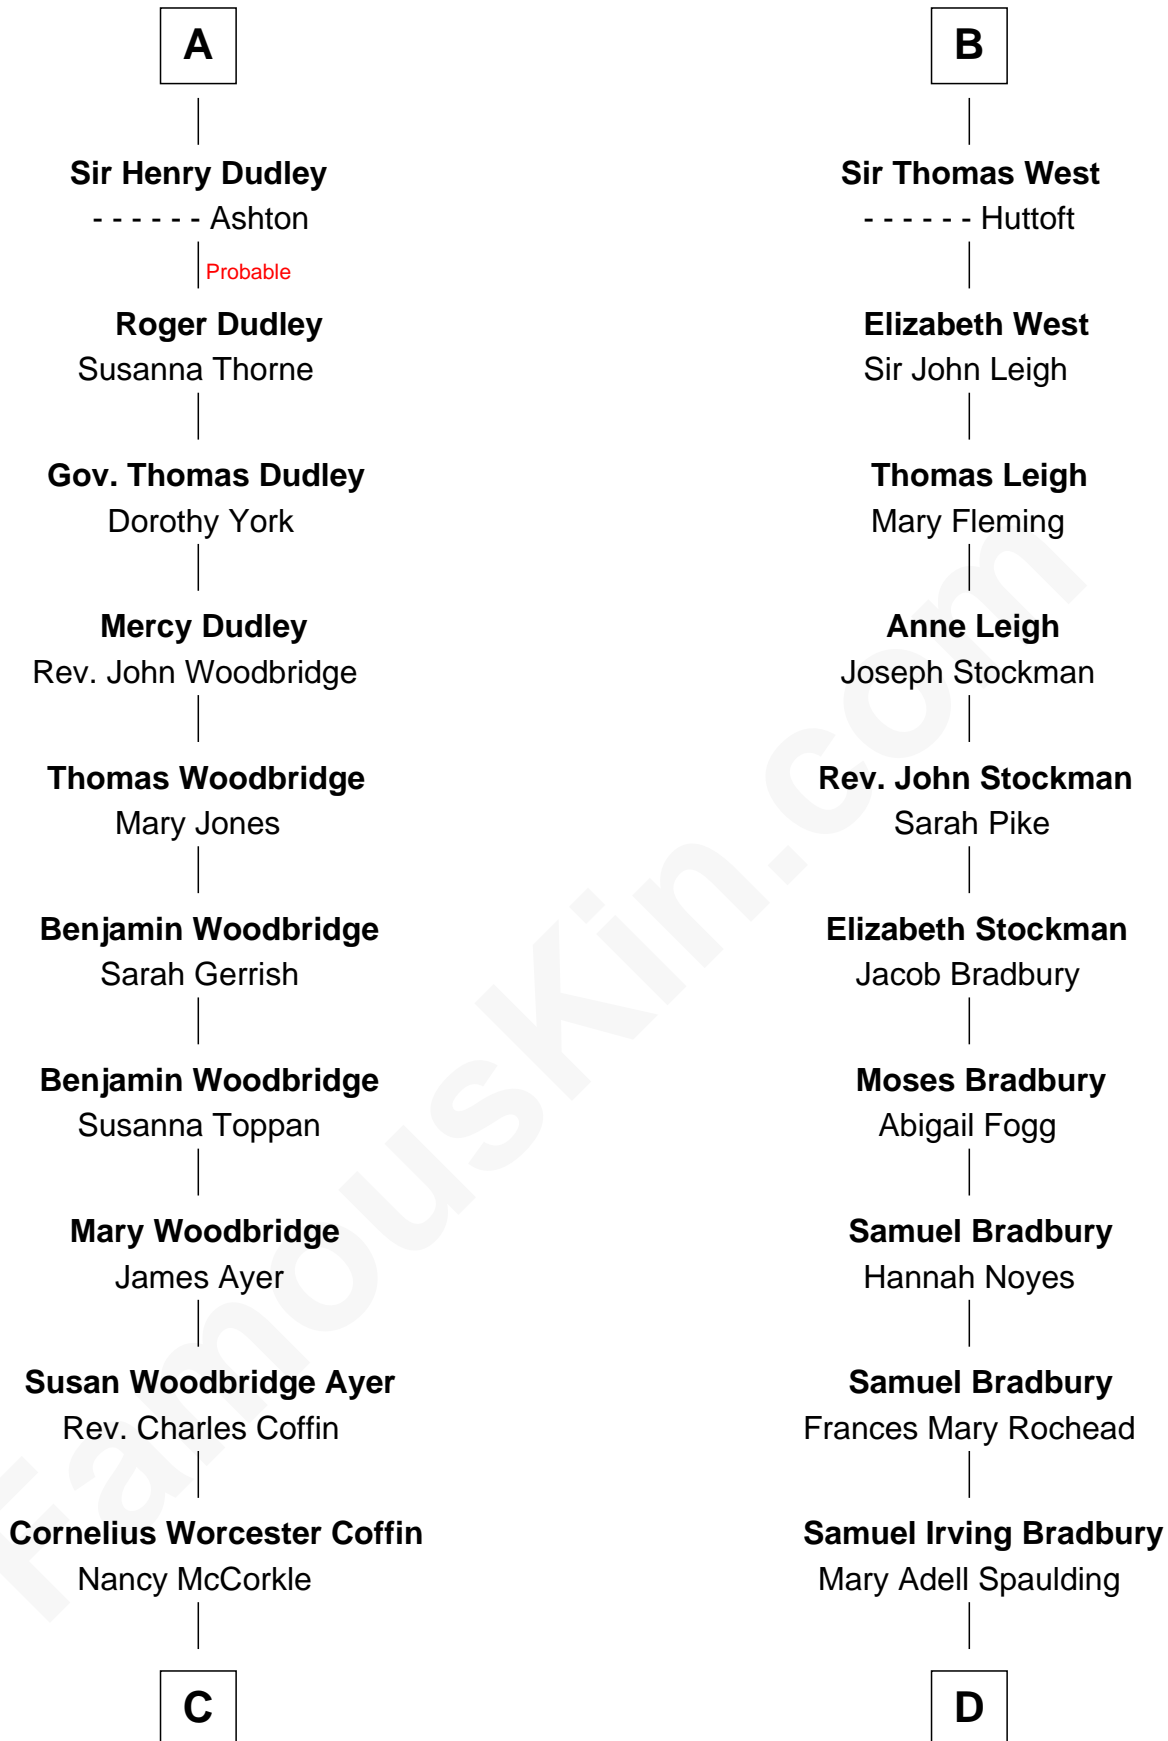 A
Sir Henry Dudley
- - - - - - Ashton
Probable
Roger Dudley
Susanna Thorne
Gov. Thomas Dudley
Dorothy York
Mercy Dudley
Rev. John Woodbridge
Thomas Woodbridge
Mary Jones
Benjamin Woodbridge
Sarah Gerrish
Benjamin Woodbridge
Susanna Toppan
Mary Woodbridge
James Ayer
Susan Woodbridge Ayer
Rev. Charles Coffin
Cornelius Worcester Coffin
Nancy McCorkle
C
B
Sir Thomas West
- - - - - - Huttoft
Elizabeth West
Sir John Leigh
Thomas Leigh
Mary Fleming
Anne Leigh
Joseph Stockman
Rev. John Stockman
Sarah Pike
Elizabeth Stockman
Jacob Bradbury
Moses Bradbury
Abigail Fogg
Samuel Bradbury
Hannah Noyes
Samuel Bradbury
Frances Mary Rochead
Samuel Irving Bradbury
Mary Adell Spaulding
D
FamousKin.com